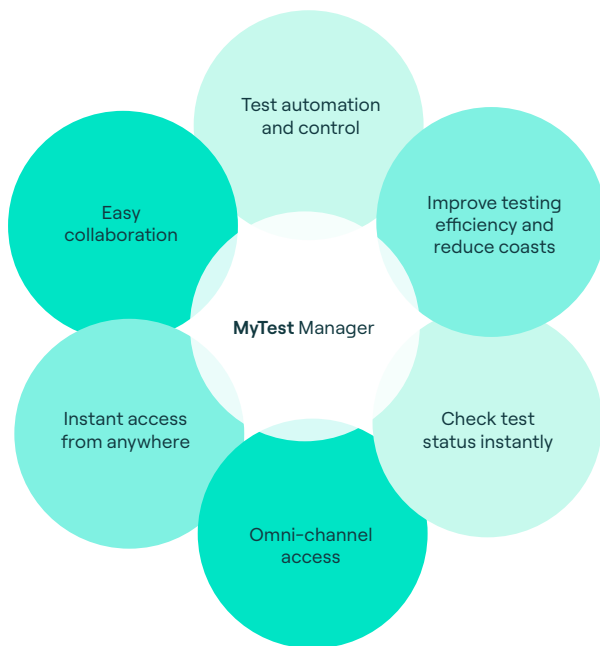 Test automation
and control
Improve testing
efficiency and
reduce coasts
Easy
collaboration
MyTest Manager
Check test
status instantly
Instant access
from anywhere
Omni-channel
access